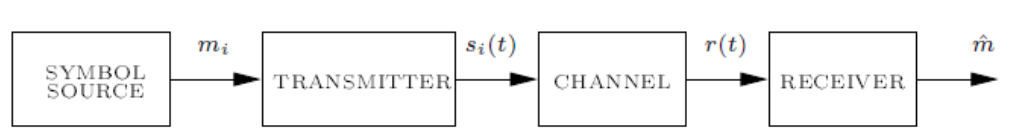 m_i s_i(t) r(t) m̂
SYMBOL
SOURCE
TRANSMITTER
CHANNEL
RECEIVER